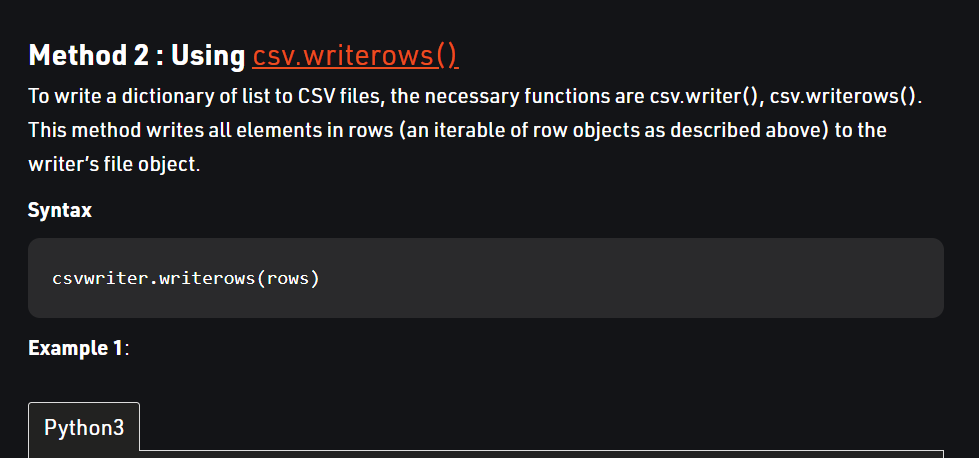 Method 2 : Using csv.writerows()
To write a dictionary of list to CSV files, the necessary functions are csv.writer(), csv.writerows().
This method writes all elements in rows (an iterable of row objects as described above) to the
writer’s file object.
Syntax
csvwriter.writerows(rows)
Example 1:
Python3